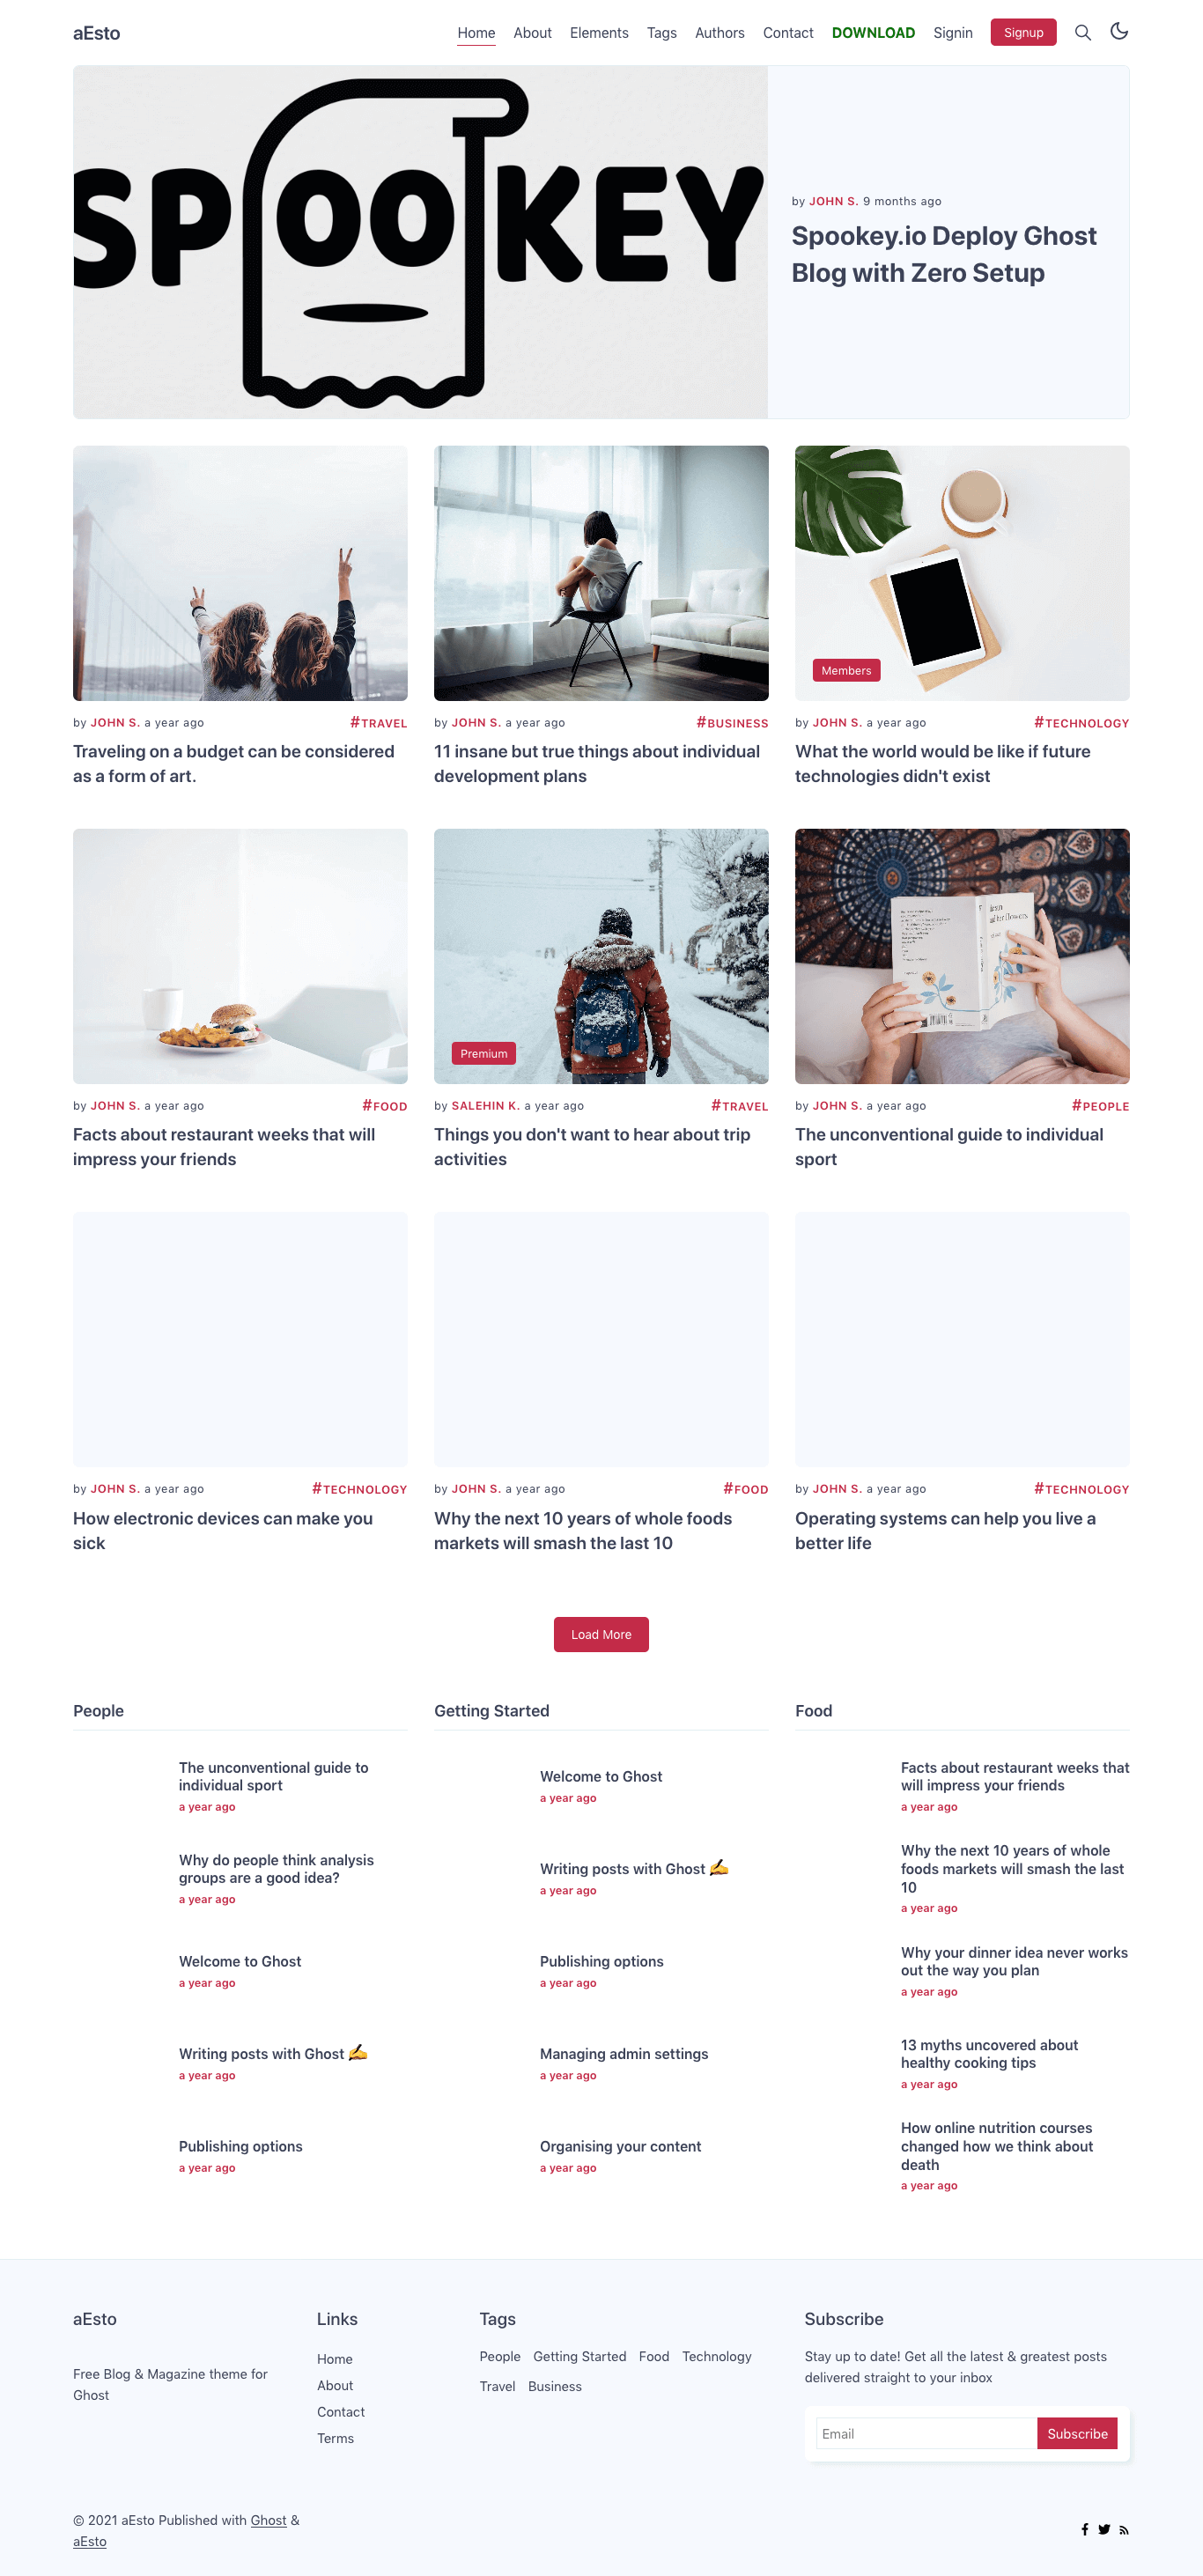 aEsto
Home About Elements Tags Authors Contact DOWNLOAD Signin Signup
SPOOKEY
by JOHN S. 9 months ago
Spookey.io Deploy Ghost
Blog with Zero Setup
Members
by JOHN S. a year ago #TRAVEL
Traveling on a budget can be considered
as a form of art.
by JOHN S. a year ago #BUSINESS
11 insane but true things about individual
development plans
by JOHN S. a year ago #TECHNOLOGY
What the world would be like if future
technologies didn't exist
Premium
by JOHN S. a year ago #FOOD
Facts about restaurant weeks that will
impress your friends
by SALEHIN K. a year ago #TRAVEL
Things you don't want to hear about trip
activities
by JOHN S. a year ago #PEOPLE
The unconventional guide to individual
sport
by JOHN S. a year ago #TECHNOLOGY
How electronic devices can make you
sick
by JOHN S. a year ago #FOOD
Why the next 10 years of whole foods
markets will smash the last 10
by JOHN S. a year ago #TECHNOLOGY
Operating systems can help you live a
better life
Load More
People
The unconventional guide to
individual sport
a year ago
Why do people think analysis
groups are a good idea?
a year ago
Welcome to Ghost
a year ago
Writing posts with Ghost ✍️
a year ago
Publishing options
a year ago
Getting Started
Welcome to Ghost
a year ago
Writing posts with Ghost ✍️
a year ago
Publishing options
a year ago
Managing admin settings
a year ago
Organising your content
a year ago
Food
Facts about restaurant weeks that
will impress your friends
a year ago
Why the next 10 years of whole
foods markets will smash the last
10
a year ago
Why your dinner idea never works
out the way you plan
a year ago
13 myths uncovered about
healthy cooking tips
a year ago
How online nutrition courses
changed how we think about
death
a year ago
aEsto
Free Blog & Magazine theme for
Ghost
Links
Home
About
Contact
Terms
Tags
People Getting Started Food Technology
Travel Business
Subscribe
Stay up to date! Get all the latest & greatest posts
delivered straight to your inbox
Email Subscribe
© 2021 aEsto Published with Ghost &
aEsto